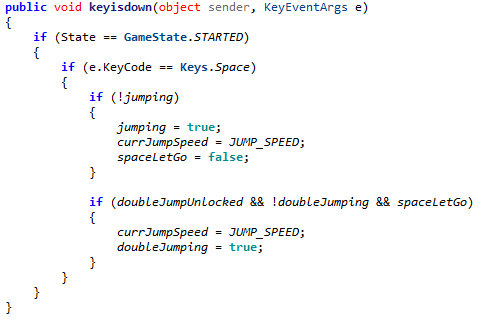 public void keyisdown(object sender, KeyEventArgs e)
{
    if (State == GameState.STARTED)
    {
        if (e.KeyCode == Keys.Space)
        {
            if (!jumping)
            {
                jumping = true;
                currJumpSpeed = JUMP_SPEED;
                spaceLetGo = false;
            }

            if (doubleJumpUnlocked && !doubleJumping && spaceLetGo)
            {
                currJumpSpeed = JUMP_SPEED;
                doubleJumping = true;
            }
        }
    }
}